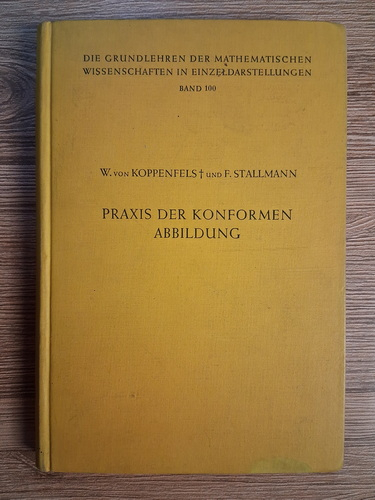 DIE GRUNDLEHREN DER MATHEMATISCHEN
WISSENSCHAFTEN IN EINZELDARSTELLUNGEN
BAND 100
W. VON KOPPENFELS † UND F. STALLMANN
PRAXIS DER KONFORMEN
ABBILDUNG